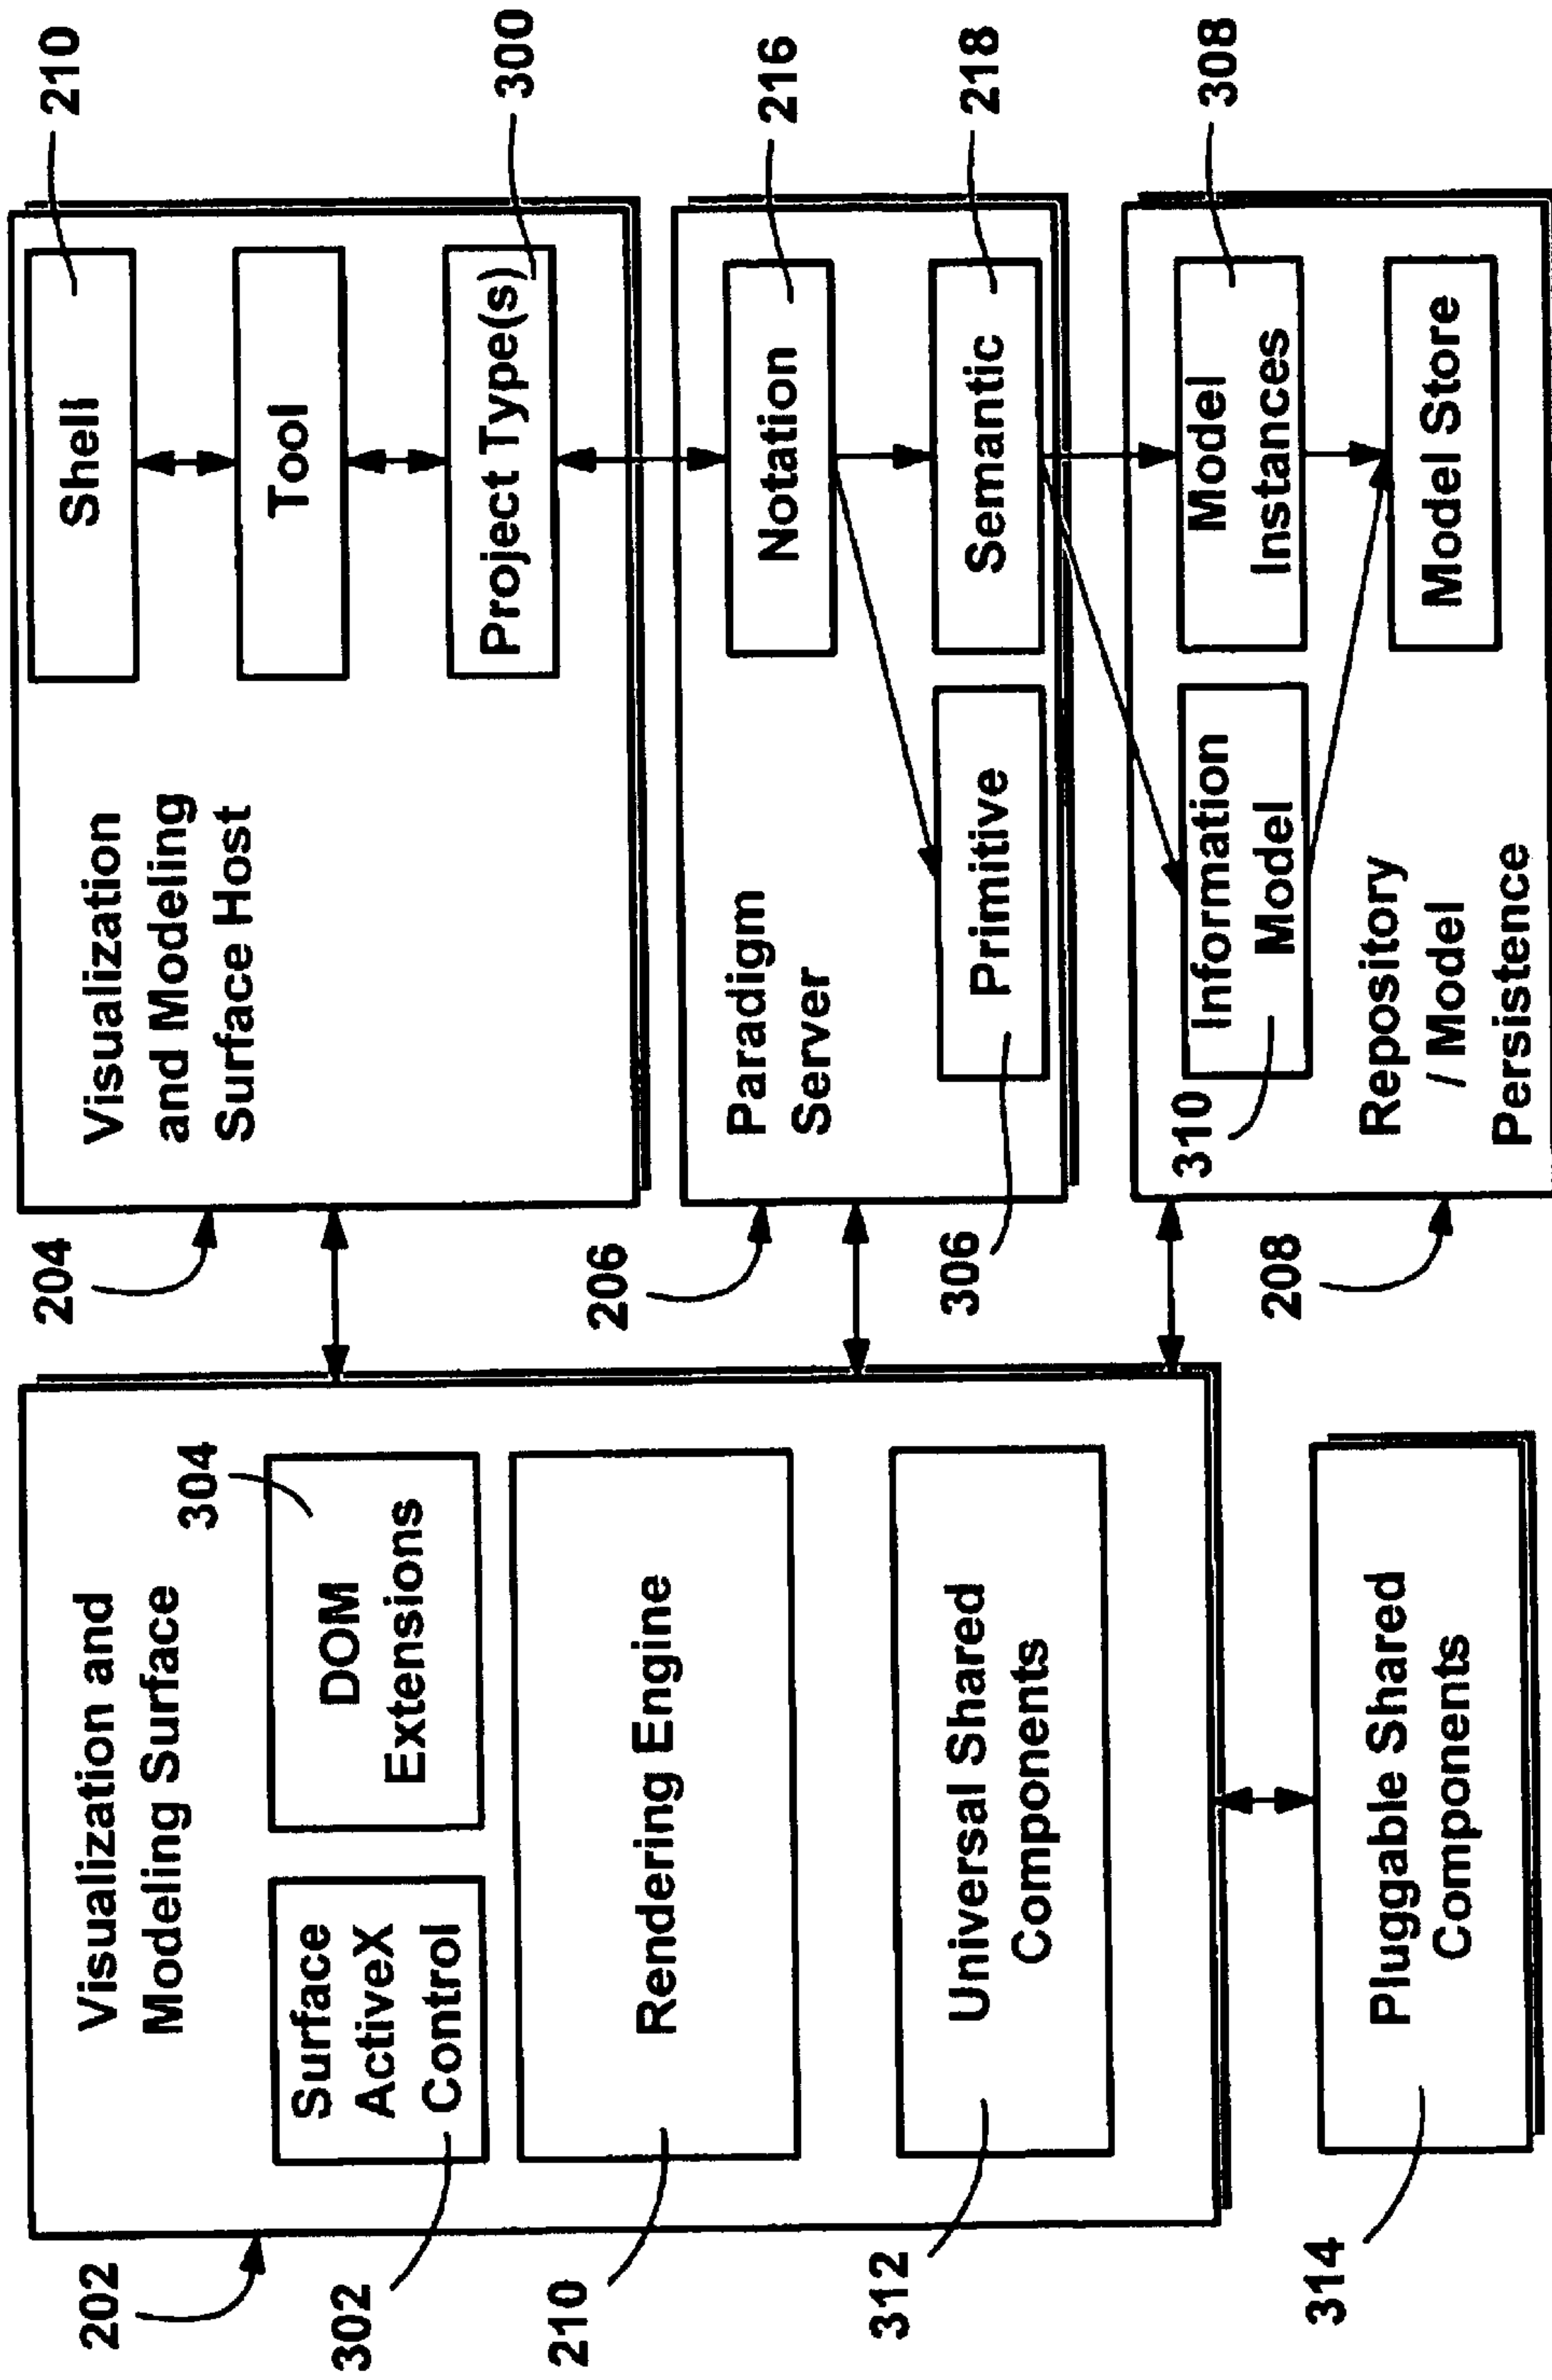 202
Visualization and
Modeling Surface
302
Surface
ActiveX
Control
304
DOM
Extensions
210
Rendering Engine
312
Universal Shared
Components
314
Pluggable Shared
Components
204
Visualization
and Modeling
Surface Host
210
Shell
Tool
300
Project Type(s)
206
Paradigm
Server
216
Notation
218
Semantic
306
Primitive
208
Repository
/ Model
Persistence
310
Information
Model
308
Model
Instances
Model Store